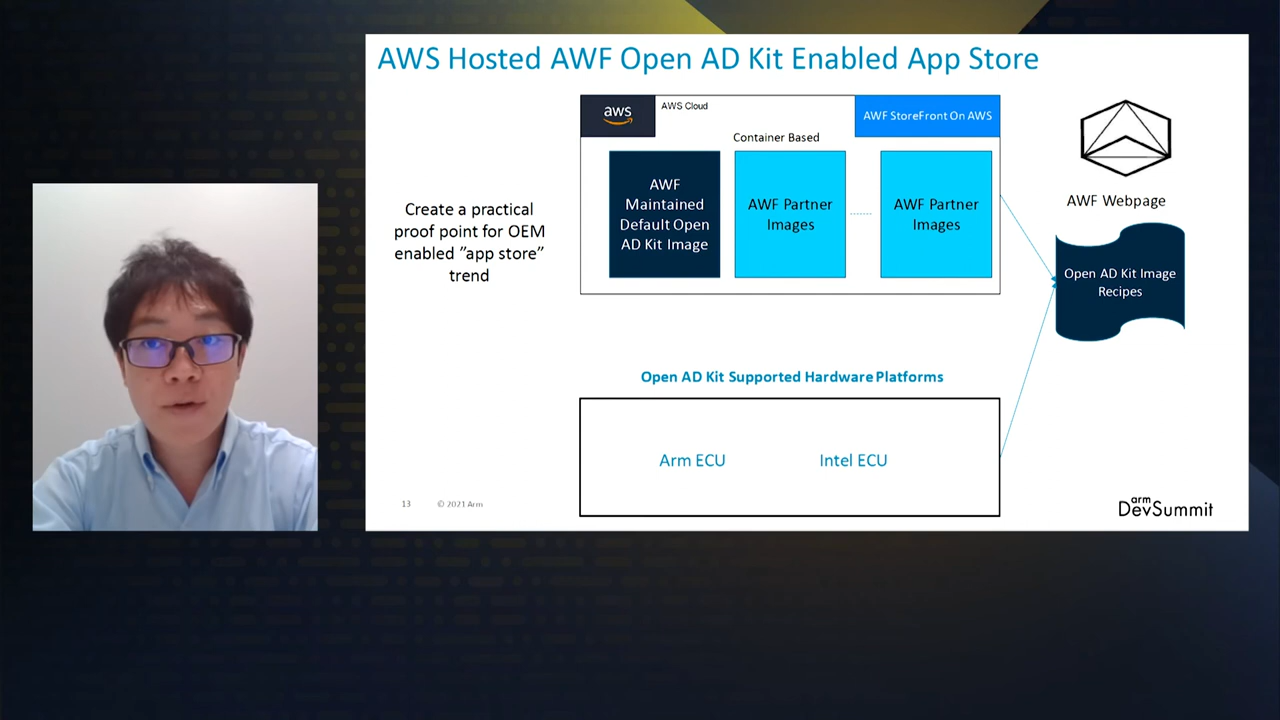 AWS Hosted AWF Open AD Kit Enabled App Store
aws
AWS Cloud
AWF StoreFront On AWS
Container Based
AWF
Maintained
Default Open
AD Kit Image
AWF Partner
Images
AWF Partner
Images
Create a practical
proof point for OEM
enabled ”app store”
trend
AWF Webpage
Open AD Kit Image
Recipes
Open AD Kit Supported Hardware Platforms
Arm ECU
Intel ECU
13
© 2021 Arm
arm
DevSummit